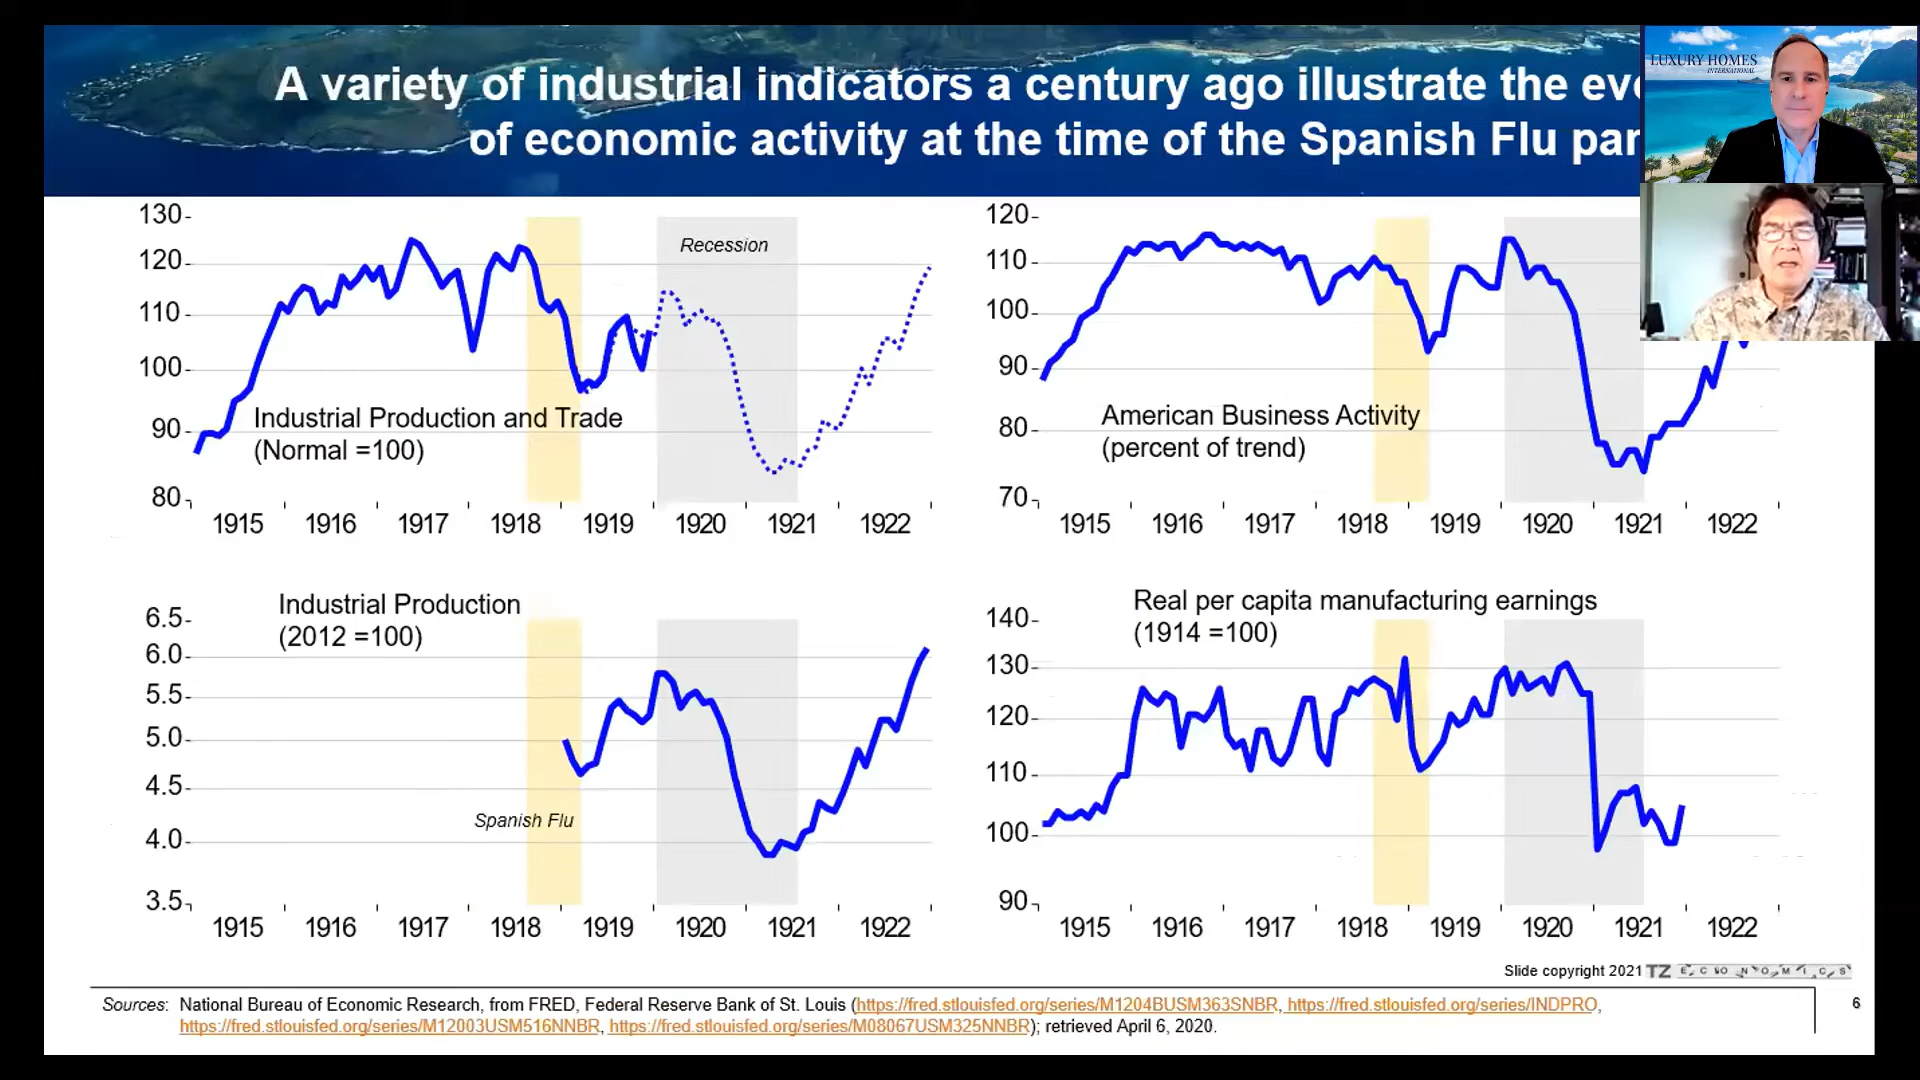 A variety of industrial indicators a century ago illustrate the
of economic activity at the time of the Spanish Flu
LUXURY HOMES
INTERNATIONAL
130
120
110
100
90
80
Recession
Industrial Production and Trade
(Normal =100)
1915 1916 1917 1918 1919 1920 1921 1922
120
110
100
90
80
70
American Business Activity
(percent of trend)
1915 1916 1917 1918 1919 1920 1921 1922
Industrial Production
(2012 =100)
6.5
6.0
5.5
5.0
4.5
4.0
3.5
Spanish Flu
1915 1916 1917 1918 1919 1920 1921 1922
Real per capita manufacturing earnings
(1914 =100)
140
130
120
110
100
90
1915 1916 1917 1918 1919 1920 1921 1922
Slide copyright 2021 TZ ECONOMICS
Sources: National Bureau of Economic Research, from FRED, Federal Reserve Bank of St. Louis (https://fred.stlouisfed.org/series/M1204BUSM363SNBR, https://fred.stlouisfed.org/series/INDPRO,
https://fred.stlouisfed.org/series/M12003USM516NNBR, https://fred.stlouisfed.org/series/M08067USM325NNBR); retrieved April 6, 2020.
6